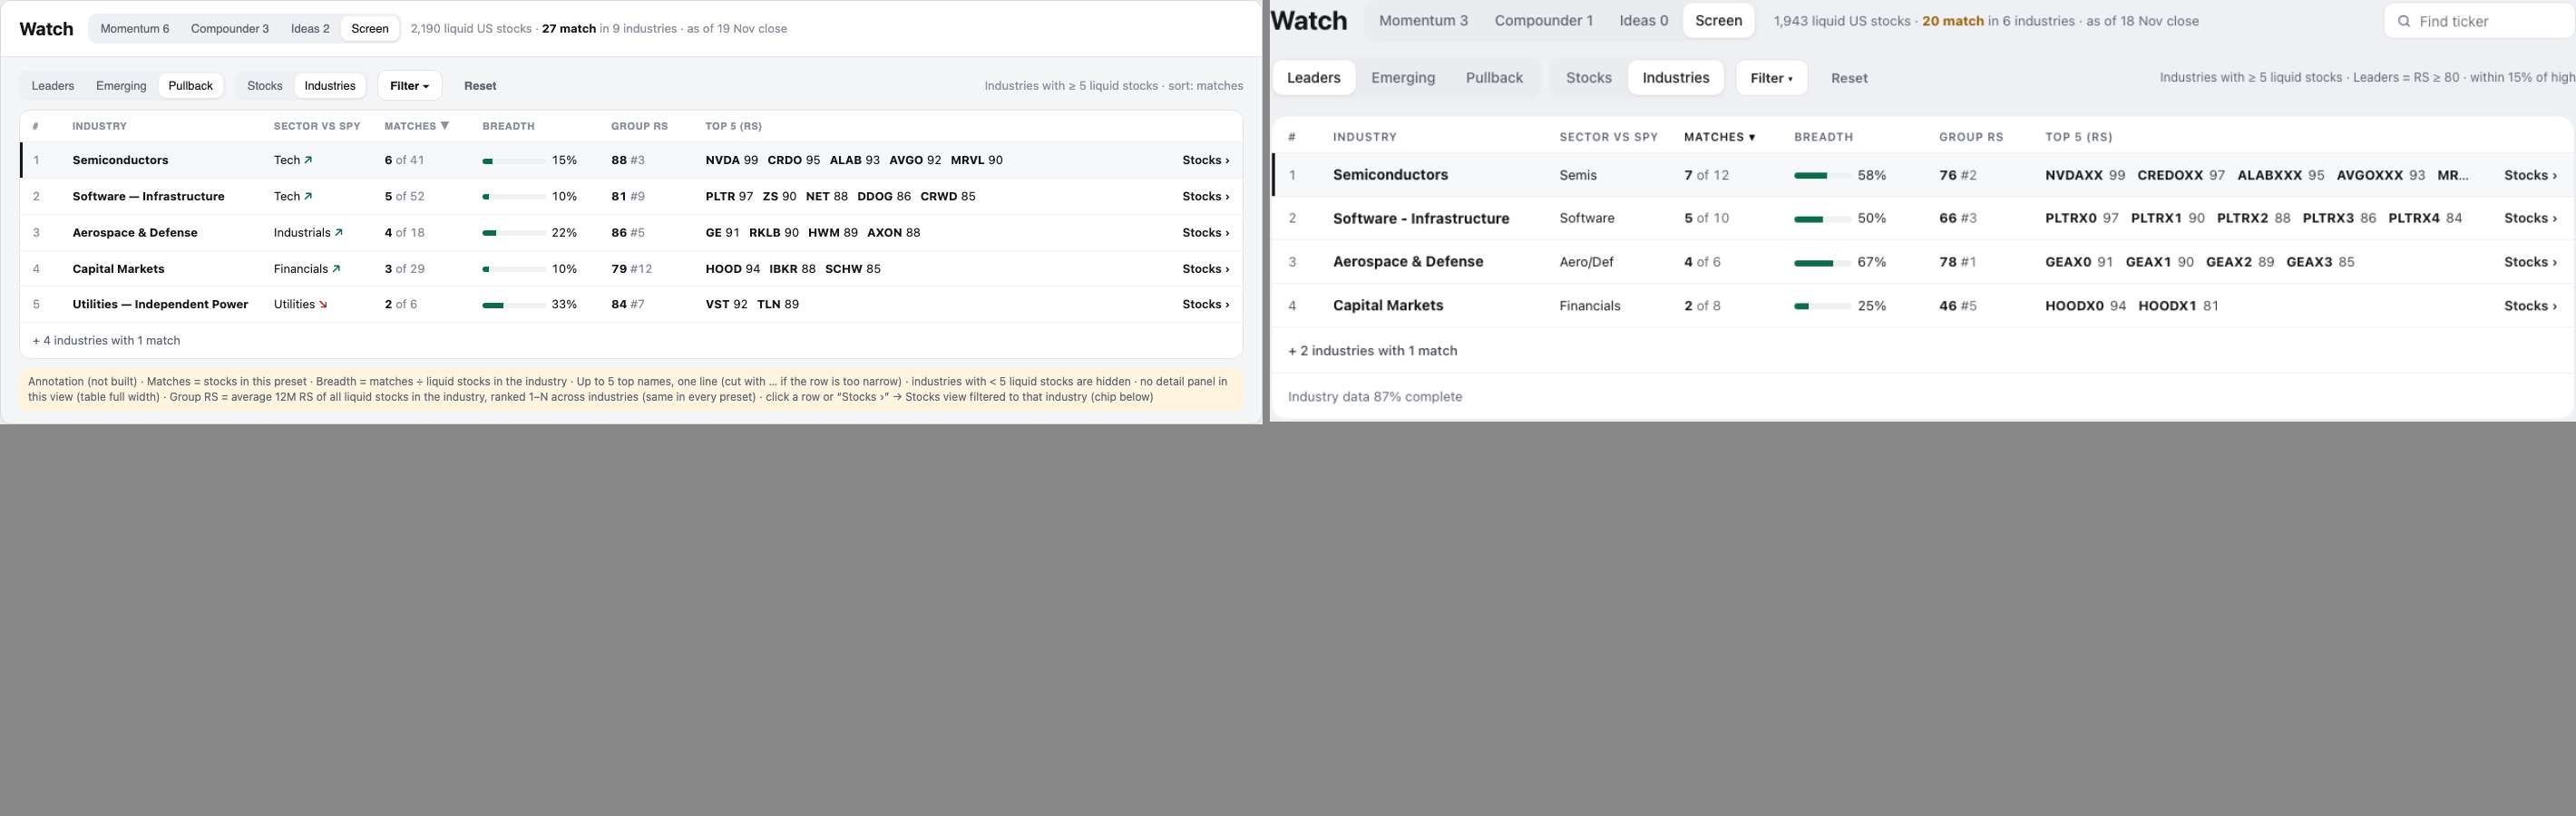 Watch Momentum 6 Compounder 3 Ideas 2 Screen 2,190 liquid US stocks · 27 match in 9 industries · as of 19 Nov close
Leaders Emerging Pullback Stocks Industries Filter ▾ Reset Industries with ≥ 5 liquid stocks · sort: matches
# INDUSTRY SECTOR VS SPY MATCHES ▼ BREADTH GROUP RS TOP 5 (RS)
1 Semiconductors Tech ↗ 6 of 41 15% 88 #3 NVDA 99 CRDO 95 ALAB 93 AVGO 92 MRVL 90 Stocks ›
2 Software — Infrastructure Tech ↗ 5 of 52 10% 81 #9 PLTR 97 ZS 90 NET 88 DDOG 86 CRWD 85 Stocks ›
3 Aerospace & Defense Industrials ↗ 4 of 18 22% 86 #5 GE 91 RKLB 90 HWM 89 AXON 88 Stocks ›
4 Capital Markets Financials ↗ 3 of 29 10% 79 #12 HOOD 94 IBKR 88 SCHW 85 Stocks ›
5 Utilities — Independent Power Utilities ↘ 2 of 6 33% 84 #7 VST 92 TLN 89 Stocks ›
+ 4 industries with 1 match
Annotation (not built) · Matches = stocks in this preset · Breadth = matches ÷ liquid stocks in the industry · Up to 5 top names, one line (cut with … if the row is too narrow) · industries with < 5 liquid stocks are hidden · no detail panel in
this view (table full width) · Group RS = average 12M RS of all liquid stocks in the industry, ranked 1–N across industries (same in every preset) · click a row or “Stocks ›” → Stocks view filtered to that industry (chip below)
Watch Momentum 3 Compounder 1 Ideas 0 Screen 1,943 liquid US stocks · 20 match in 6 industries · as of 18 Nov close Find ticker
Leaders Emerging Pullback Stocks Industries Filter ▾ Reset Industries with ≥ 5 liquid stocks · Leaders = RS ≥ 80 · within 15% of high
# INDUSTRY SECTOR VS SPY MATCHES ▼ BREADTH GROUP RS TOP 5 (RS)
1 Semiconductors Semis 7 of 12 58% 76 #2 NVDAXX 99 CREDOXX 97 ALABXXX 95 AVGOXXX 93 MR… Stocks ›
2 Software - Infrastructure Software 5 of 10 50% 66 #3 PLTRX0 97 PLTRX1 90 PLTRX2 88 PLTRX3 86 PLTRX4 84 Stocks ›
3 Aerospace & Defense Aero/Def 4 of 6 67% 78 #1 GEAX0 91 GEAX1 90 GEAX2 89 GEAX3 85 Stocks ›
4 Capital Markets Financials 2 of 8 25% 46 #5 HOODX0 94 HOODX1 81 Stocks ›
+ 2 industries with 1 match
Industry data 87% complete